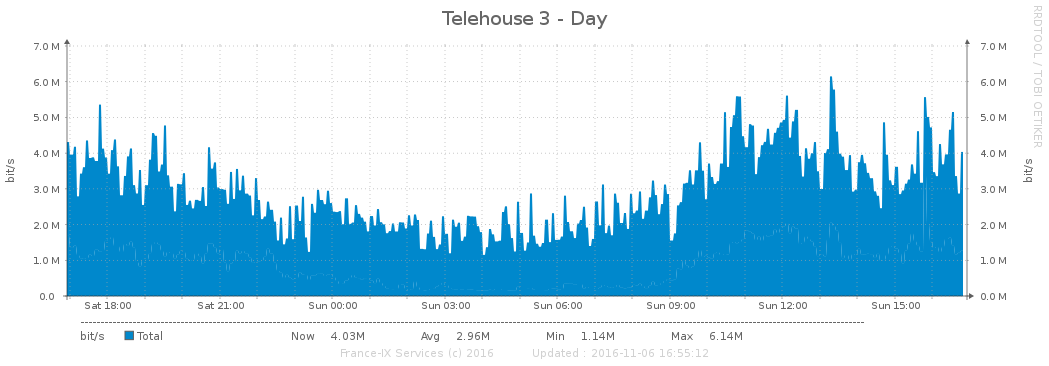 Telehouse 3 - Day
RRDTOOL / TOBI OETIKER
7.0 M 7.0 M
6.0 M 6.0 M
5.0 M 5.0 M
4.0 M 4.0 M
3.0 M 3.0 M
2.0 M 2.0 M
1.0 M 1.0 M
0.0 0.0 M
bit/s bit/s
Sat 18:00 Sat 21:00 Sun 00:00 Sun 03:00 Sun 06:00 Sun 09:00 Sun 12:00 Sun 15:00
bit/s Total Now 4.03M Avg 2.96M Min 1.14M Max 6.14M
France-IX Services (c) 2016 Updated : 2016-11-06 16:55:12